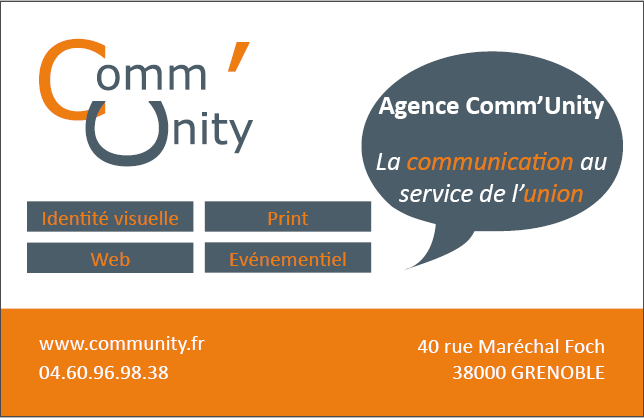 Comm'
Unity
Agence Comm'Unity
La communication au
service de l'union
Identité visuelle
Print
Web
Evénementiel
www.community.fr
04.60.96.98.38
40 rue Maréchal Foch
38000 GRENOBLE